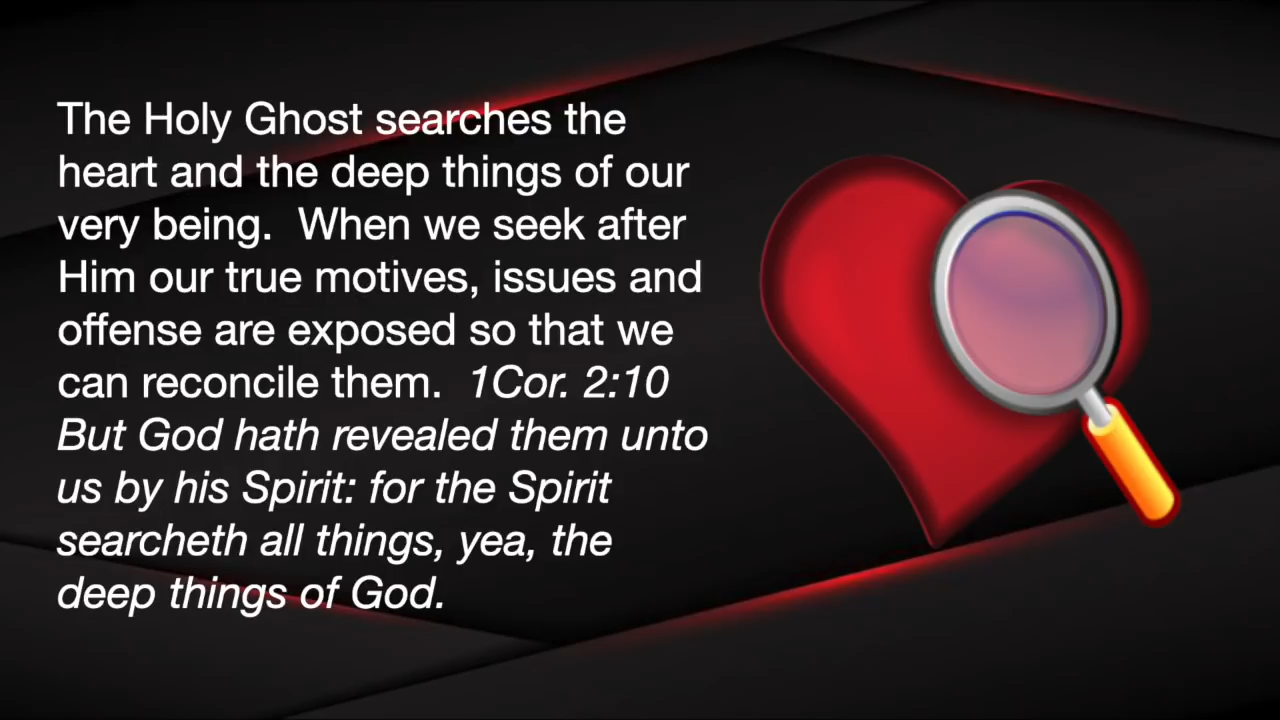 The Holy Ghost searches the
heart and the deep things of our
very being.  When we seek after
Him our true motives, issues and
offense are exposed so that we
can reconcile them.  1Cor. 2:10
But God hath revealed them unto
us by his Spirit: for the Spirit
searcheth all things, yea, the
deep things of God.